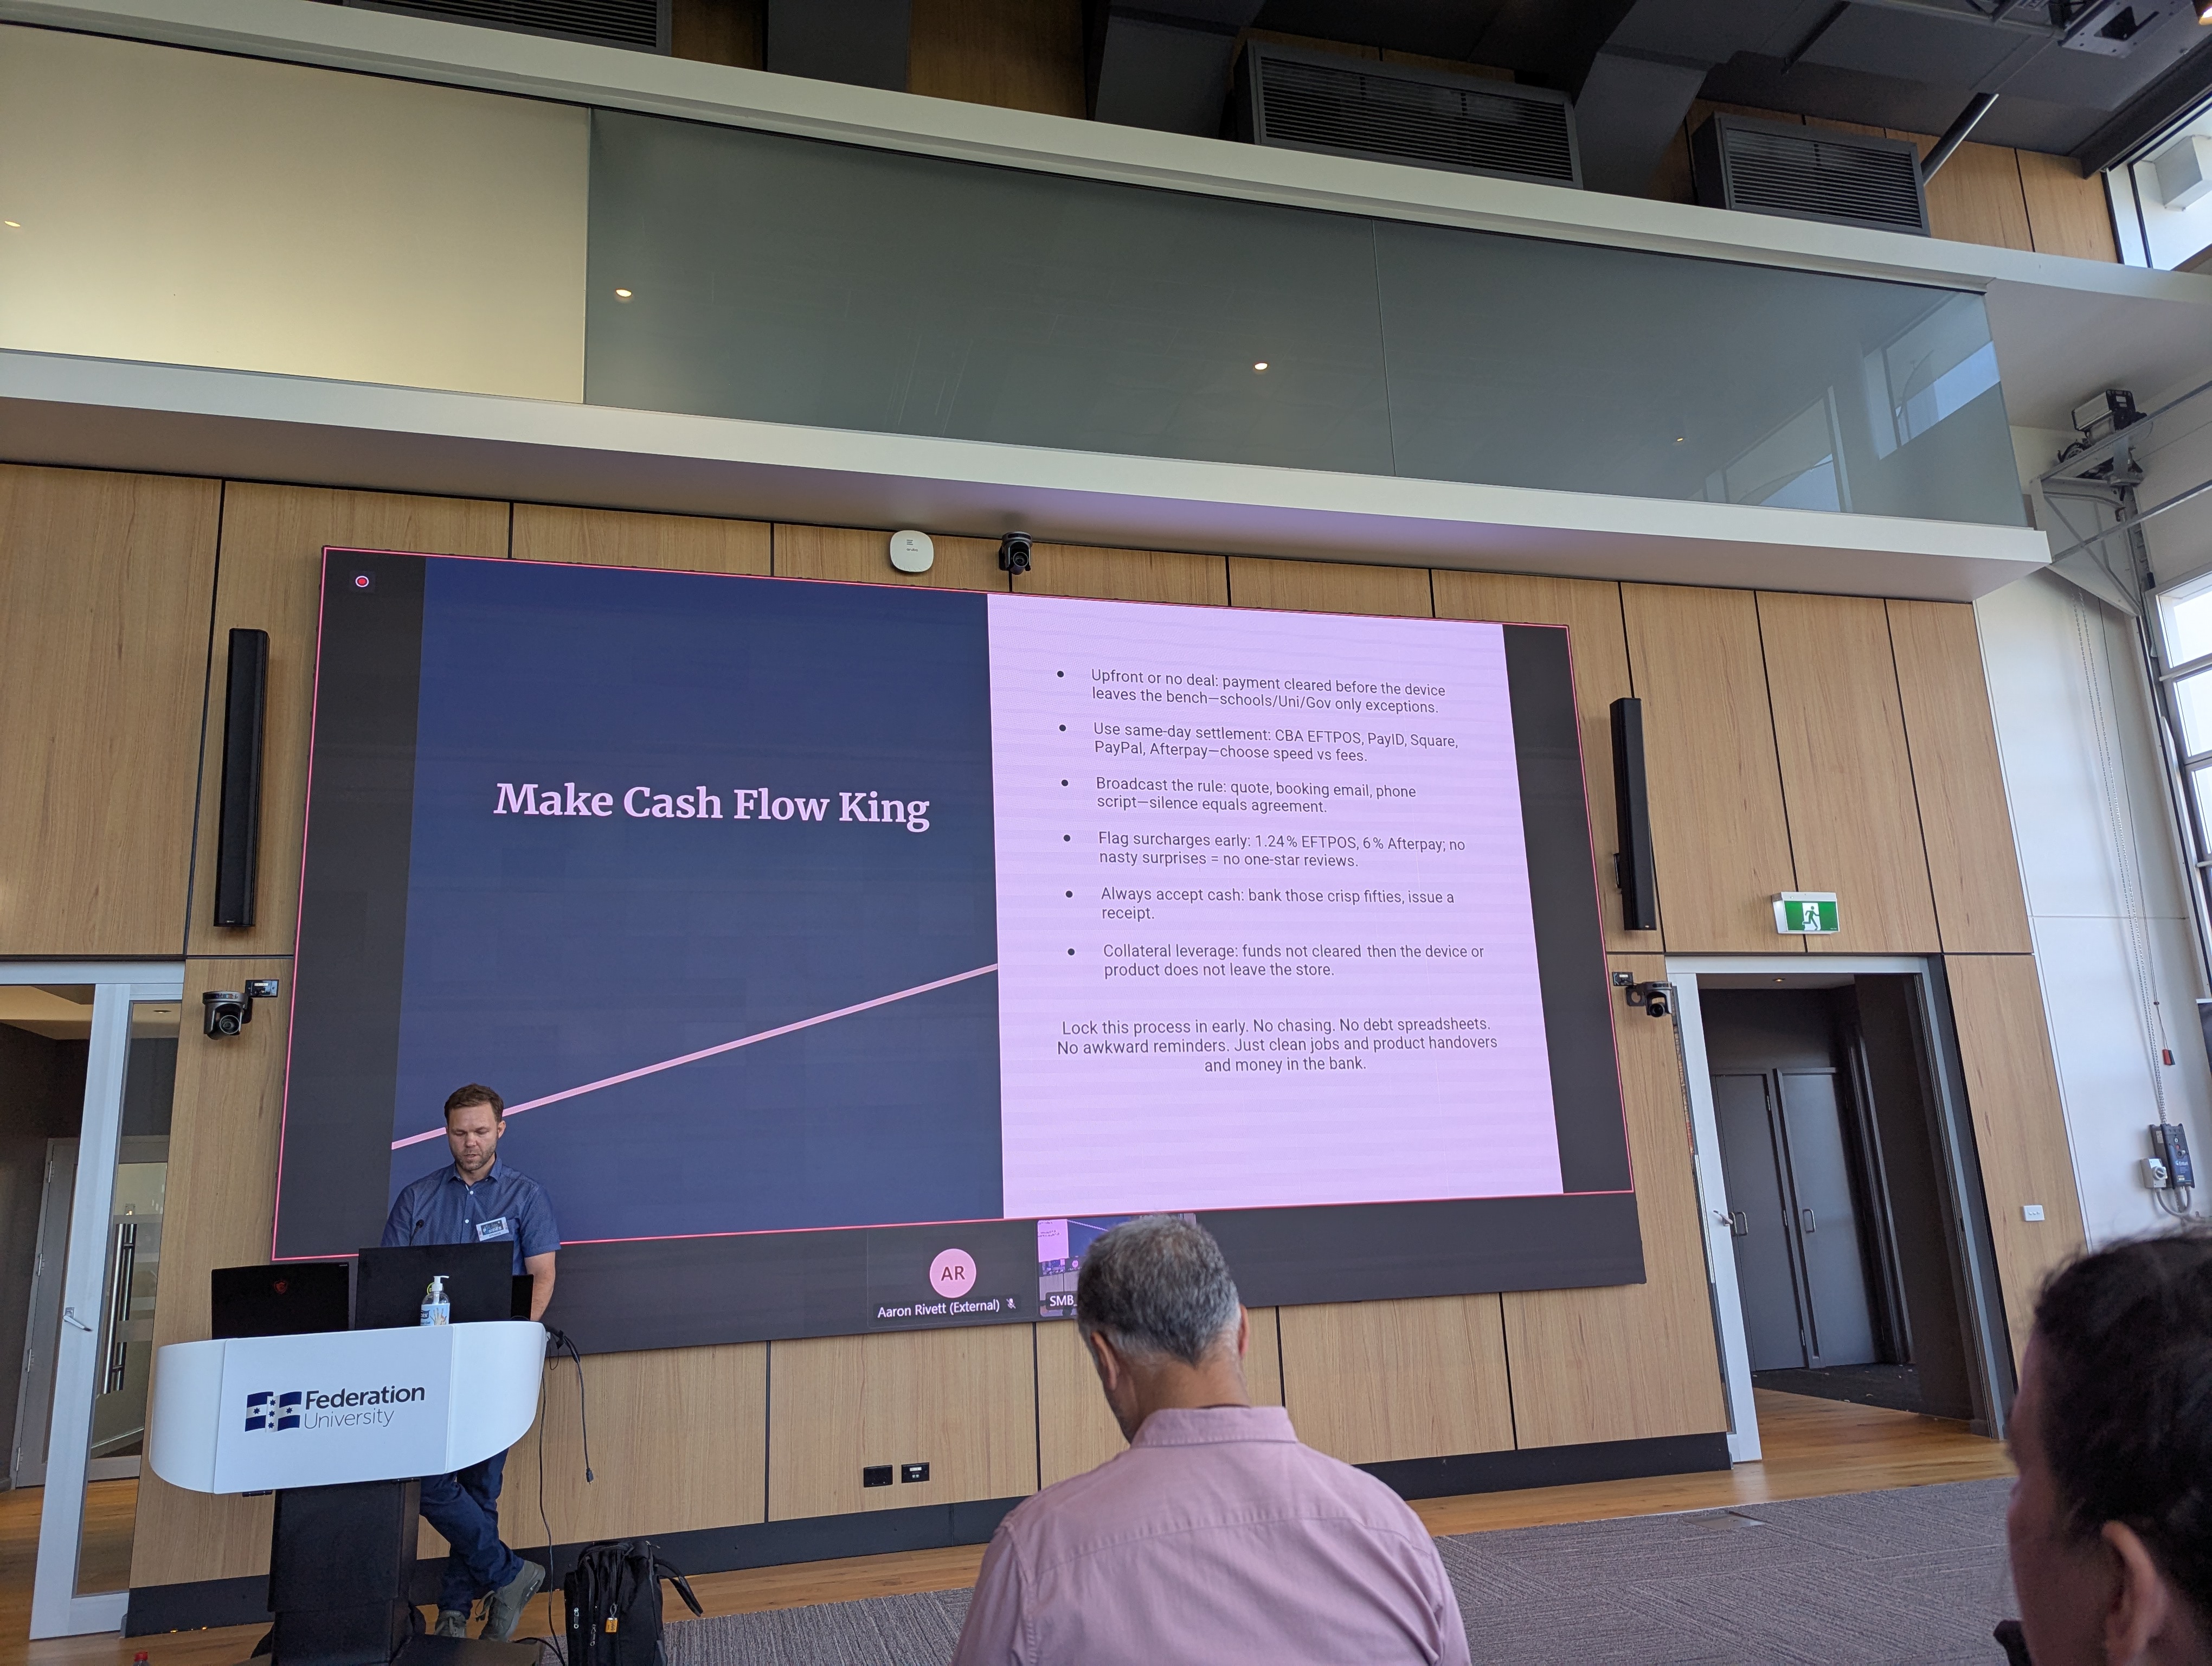 Make Cash Flow King
● Upfront or no deal: payment cleared before the device
leaves the bench—schools/Uni/Gov only exceptions.
● Use same-day settlement: CBA EFTPOS, PayID, Square,
PayPal, Afterpay—choose speed vs fees.
● Broadcast the rule: quote, booking email, phone
script—silence equals agreement.
● Flag surcharges early: 1.24% EFTPOS, 6% Afterpay; no
nasty surprises = no one-star reviews.
● Always accept cash: bank those crisp fifties, issue a
receipt.
● Collateral leverage: funds not cleared then the device or
product does not leave the store.
Lock this process in early. No chasing. No debt spreadsheets.
No awkward reminders. Just clean jobs and product handovers
and money in the bank.
AR
Aaron Rivett (External)
SMB
Federation
University